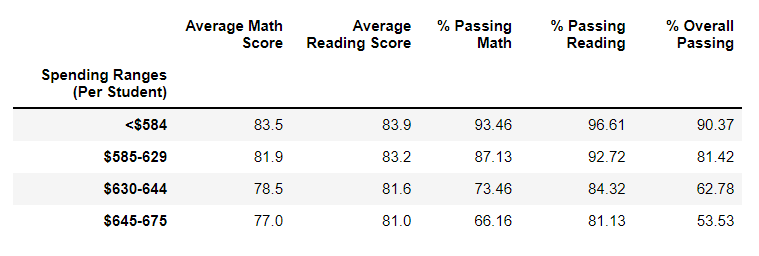 Average Math Score Average Reading Score % Passing Math % Passing Reading % Overall Passing
Spending Ranges (Per Student)
<$584 83.5 83.9 93.46 96.61 90.37
$585-629 81.9 83.2 87.13 92.72 81.42
$630-644 78.5 81.6 73.46 84.32 62.78
$645-675 77.0 81.0 66.16 81.13 53.53